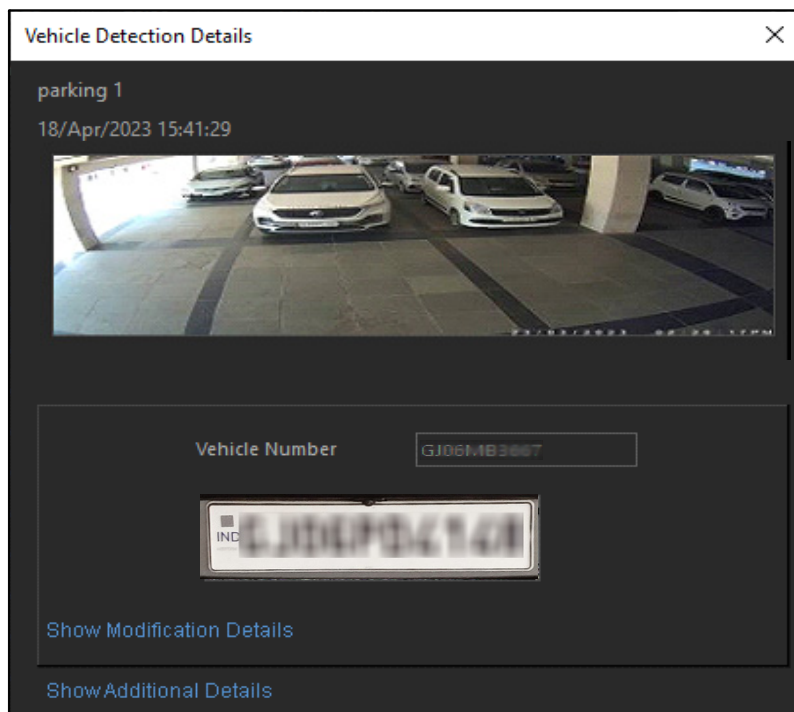 Vehicle Detection Details
parking 1
18/Apr/2023 15:41:29
Vehicle Number
IND
Show Modification Details
Show Additional Details